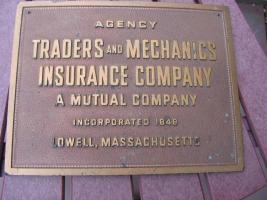 AGENCY
TRADERS AND MECHANICS
INSURANCE COMPANY
A MUTUAL COMPANY
INCORPORATED 1848
LOWELL, MASSACHUSETTS